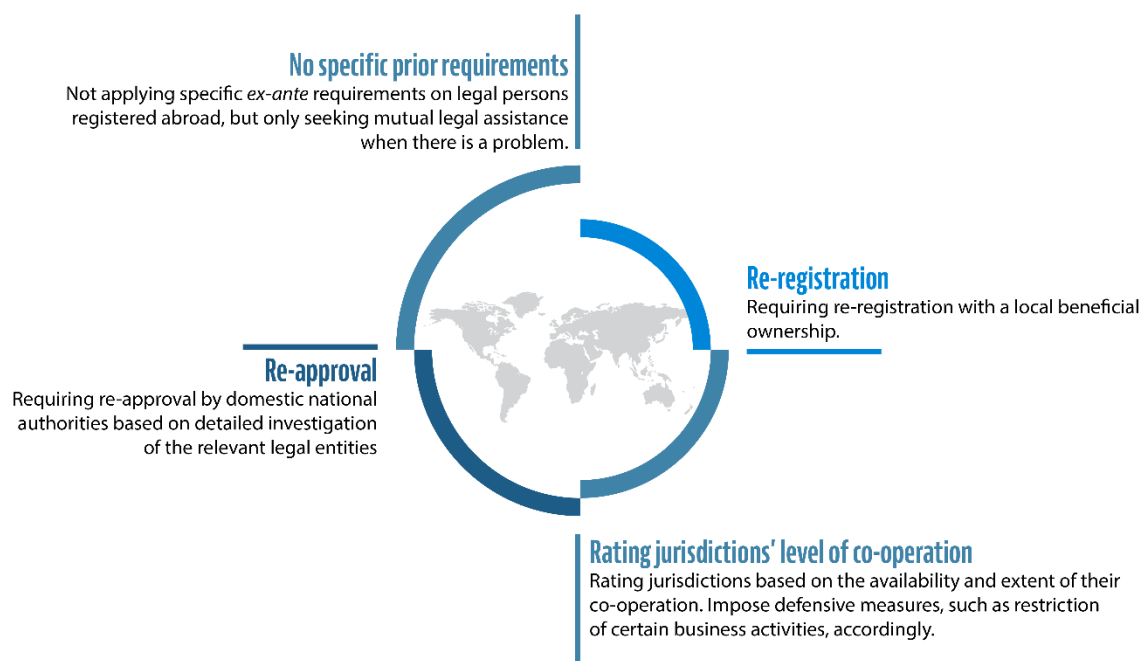 No specific prior requirements
Not applying specific ex-ante requirements on legal persons
registered abroad, but only seeking mutual legal assistance
when there is a problem.
Re-registration
Requiring re-registration with a local beneficial
ownership.
Re-approval
Requiring re-approval by domestic national
authorities based on detailed investigation
of the relevant legal entities
Rating jurisdictions' level of co-operation
Rating jurisdictions based on the availability and extent of their
co-operation. Impose defensive measures, such as restriction
of certain business activities, accordingly.